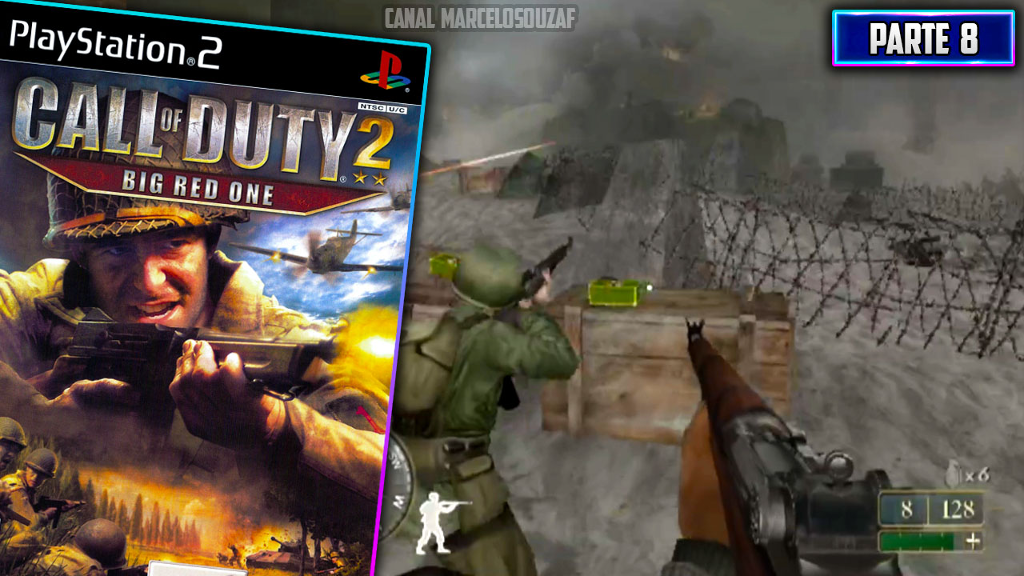 CANAL MARCELOSOUZAF
PARTE 8
PlayStation®2
NTSC U/C
CALL OF DUTY® 2
BIG RED ONE
W
x6
8 128
+